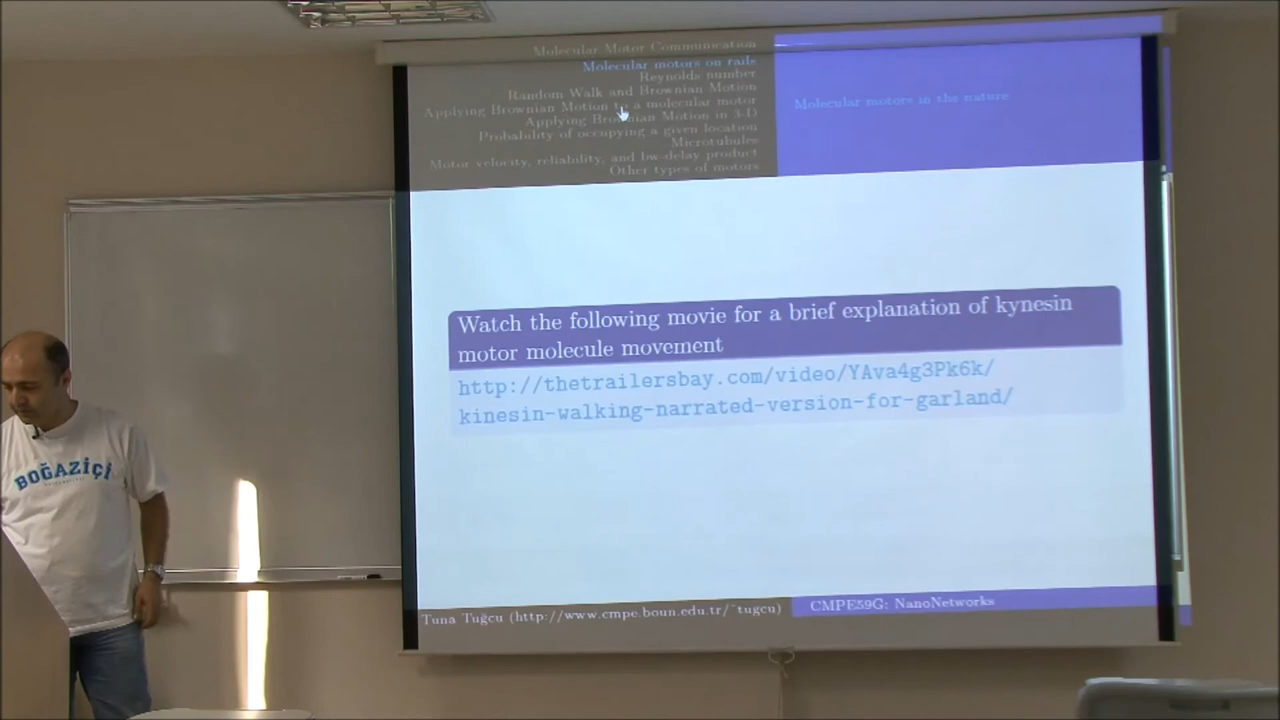 Molecular Motor Communication
Molecular motors on rails
Reynolds number
Random Walk and Brownian Motion
Applying Brownian Motion to a molecular motor
Applying Brownian Motion in 3-D
Probability of occupying a given location
Microtubules
Motor velocity, reliability, and bw-delay product
Other types of motors
Molecular motors in the nature
Watch the following movie for a brief explanation of kynesin
motor molecule movement
http://thetrailersbay.com/video/YAva4g3Pk6k/
kinesin-walking-narrated-version-for-garland/
BOĞAZİÇİ
Tuna Tuğcu (http://www.cmpe.boun.edu.tr/~tugcu)
CMPE59G: NanoNetworks